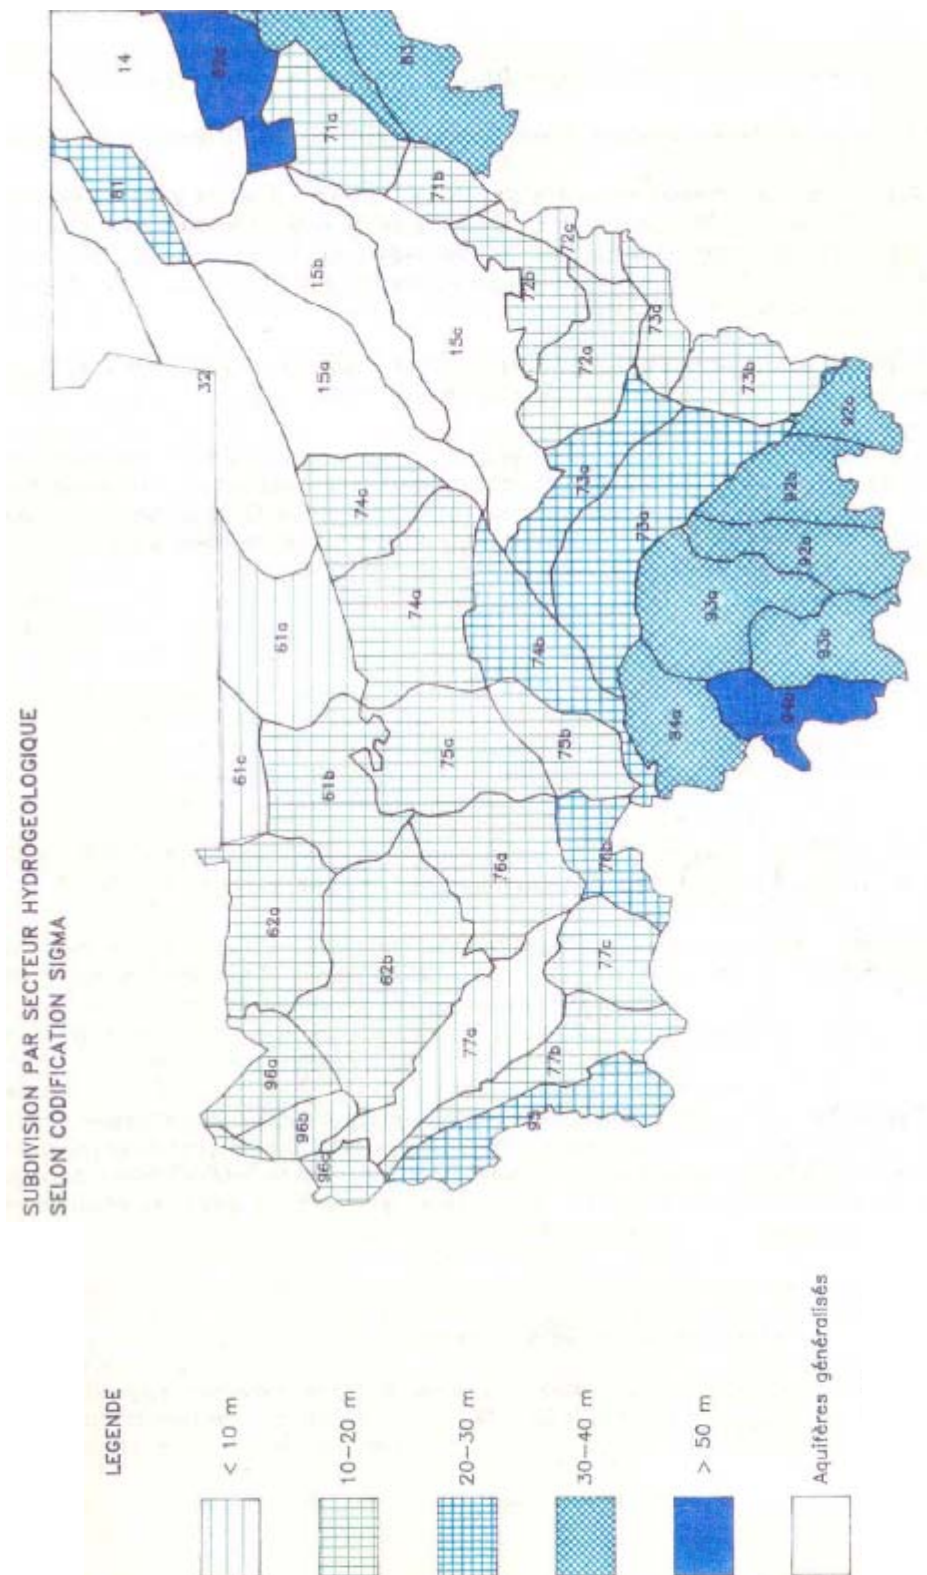 SUBDIVISION PAR SECTEUR HYDROGEOLOGIQUE
SELON CODIFICATION SIGMA
96a
96b
96c
95
62a
62b
77a
77b
77c
61c
61b
61a
76a
76b
75a
75b
74a
74b
74c
94a
94b
93a
93b
92a
92b
92c
73a
73a
73b
73c
72a
72b
72c
71a
71b
15a
15b
15c
32
81
14
83
LEGENDE
< 10 m
10-20 m
20-30 m
30-40 m
> 50 m
Aquifères généralisés